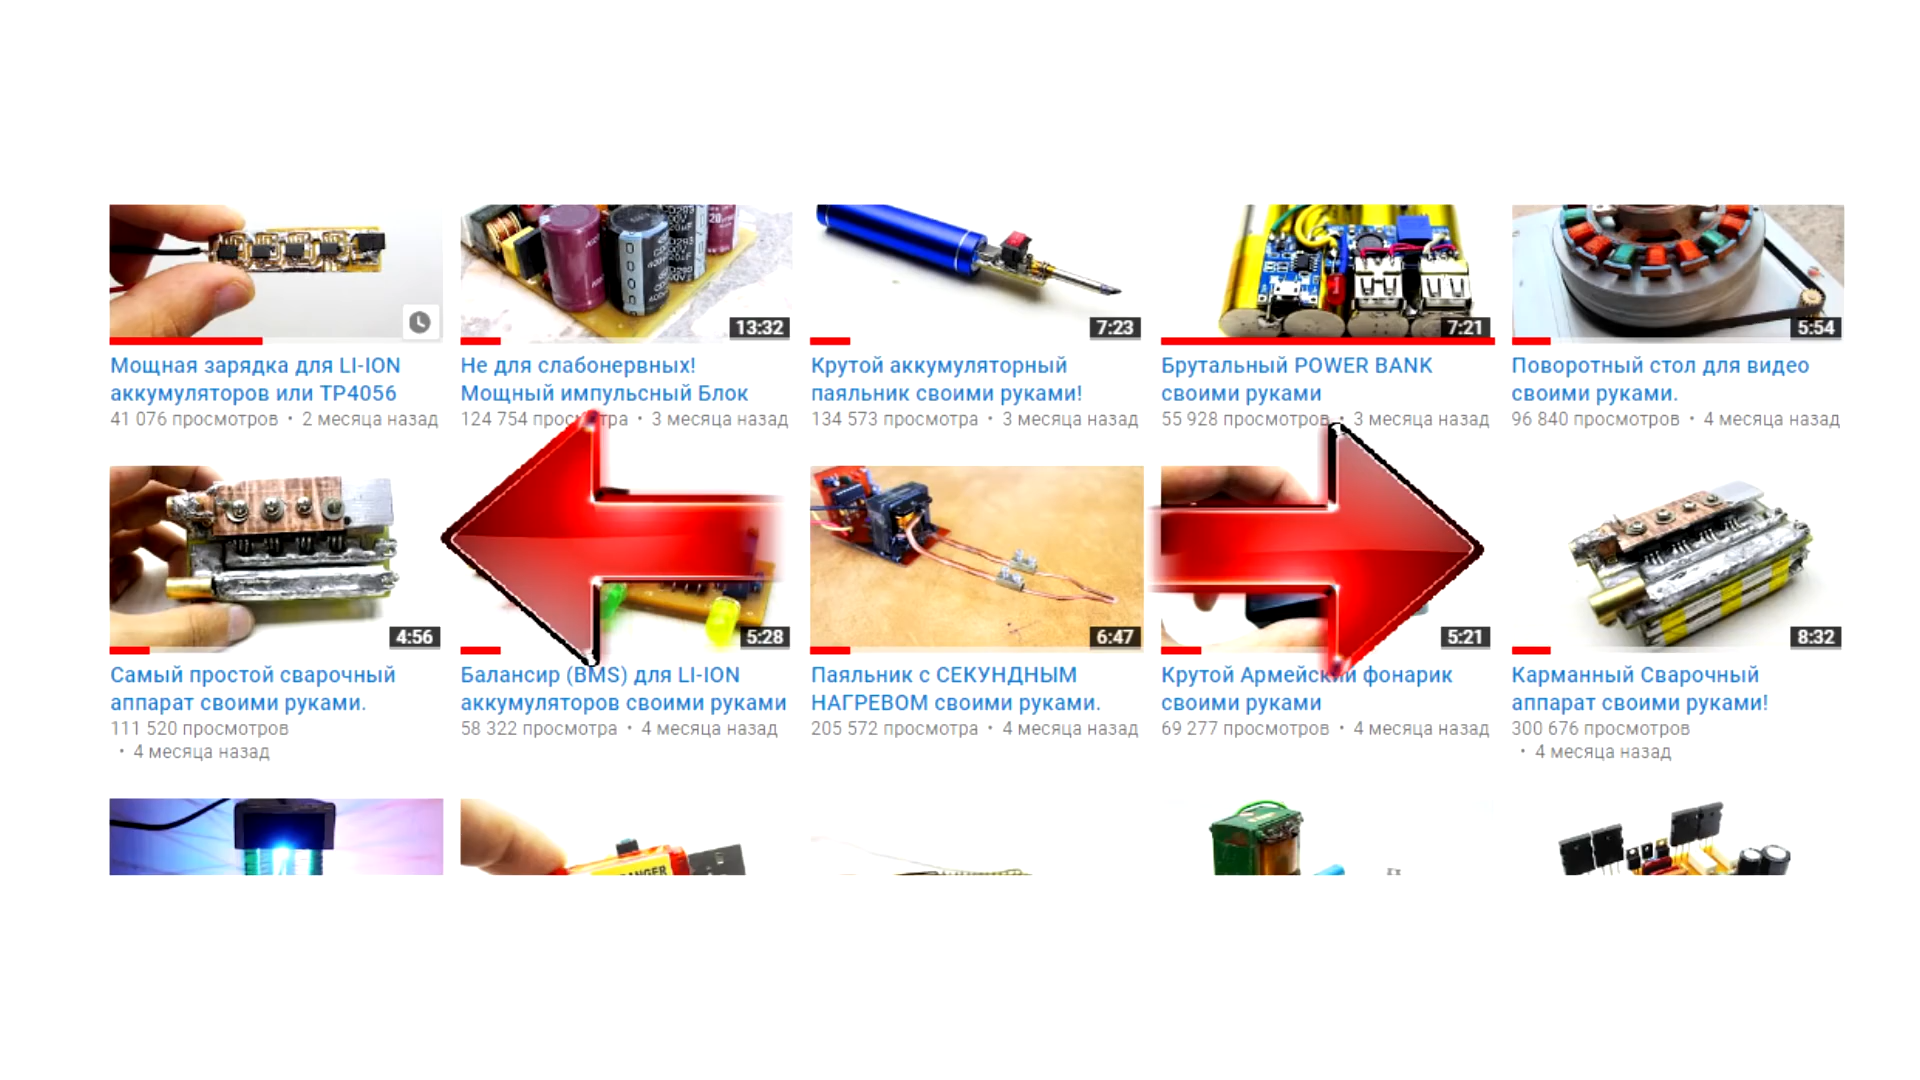 13:32
7:23
7:21
5:54
Мощная зарядка для LI-ION
аккумуляторов или TP4056
41 076 просмотров • 2 месяца назад
Не для слабонервных!
Мощный импульсный Блок
124 754 • 3 месяца назад
Крутой аккумуляторный
паяльник своими руками!
134 573 просмотра • 3 месяца назад
Брутальный POWER BANK
своими руками
55 928 просмотров • 3 месяца назад
Поворотный стол для видео
своими руками.
96 840 просмотров • 4 месяца назад
4:56
5:28
6:47
5:21
8:32
Самый простой сварочный
аппарат своими руками.
111 520 просмотров
• 4 месяца назад
Балансир (BMS) для LI-ION
аккумуляторов своими руками
58 322 просмотра • 4 месяца назад
Паяльник с СЕКУНДНЫМ
НАГРЕВОМ своими руками.
205 572 просмотра • 4 месяца назад
Крутой Армейский фонарик
своими руками
69 277 просмотров • 4 месяца назад
Карманный Сварочный
аппарат своими руками!
300 676 просмотров
• 4 месяца назад